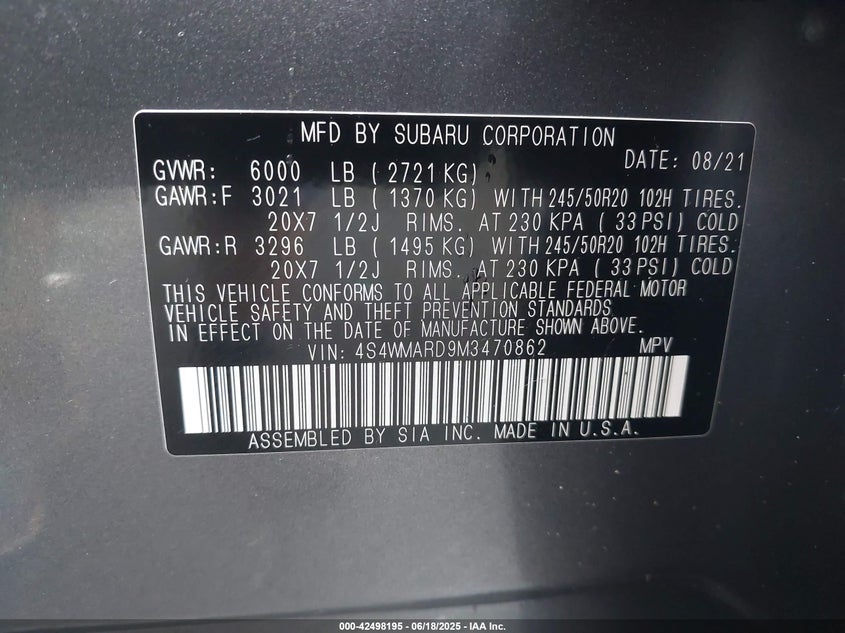 MFD BY SUBARU CORPORATION
DATE: 08/21
GVWR: 6000 LB ( 2721 KG)
GAWR:F 3021 LB ( 1370 KG) WITH 245/50R20 102H TIRES.
20X7 1/2J RIMS. AT 230 KPA ( 33 PSI) COLD
GAWR:R 3296 LB ( 1495 KG) WITH 245/50R20 102H TIRES.
20X7 1/2J RIMS. AT 230 KPA ( 33 PSI) COLD
THIS VEHICLE CONFORMS TO ALL APPLICABLE FEDERAL MOTOR
VEHICLE SAFETY AND THEFT PREVENTION STANDARDS
IN EFFECT ON THE DATE OF MANUFACTURE SHOWN ABOVE.
VIN: 4S4WMARD9M3470862 MPV
ASSEMBLED BY SIA INC. MADE IN U.S.A.
000-42498195 - 06/18/2025 - IAA Inc.